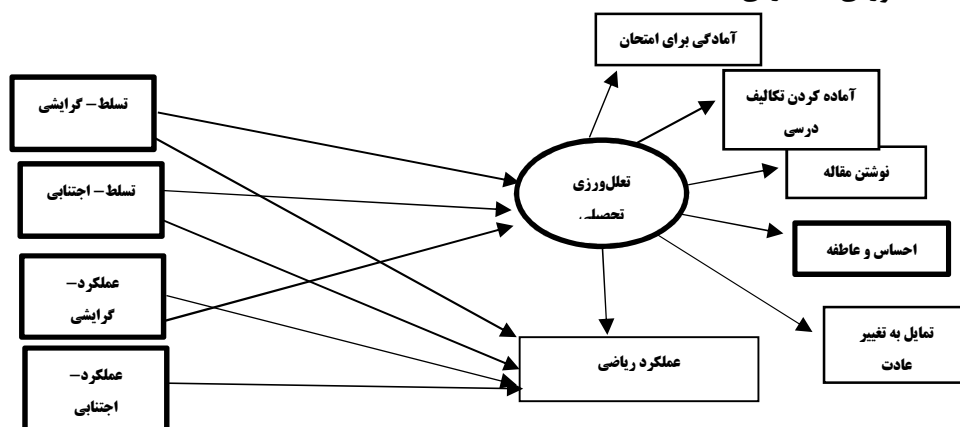 آمادگی برای امتحان
آماده کردن تکالیف
درسی
نوشتن مقاله
احساس و عاطفه
تمایل به تغییر
عادت
تعلل‌ورزی
تحصیلی
تسلط– گرایشی
تسلط– اجتنابی
عملکرد–
گرایشی
عملکرد–
اجتنابی
عملکرد ریاضی